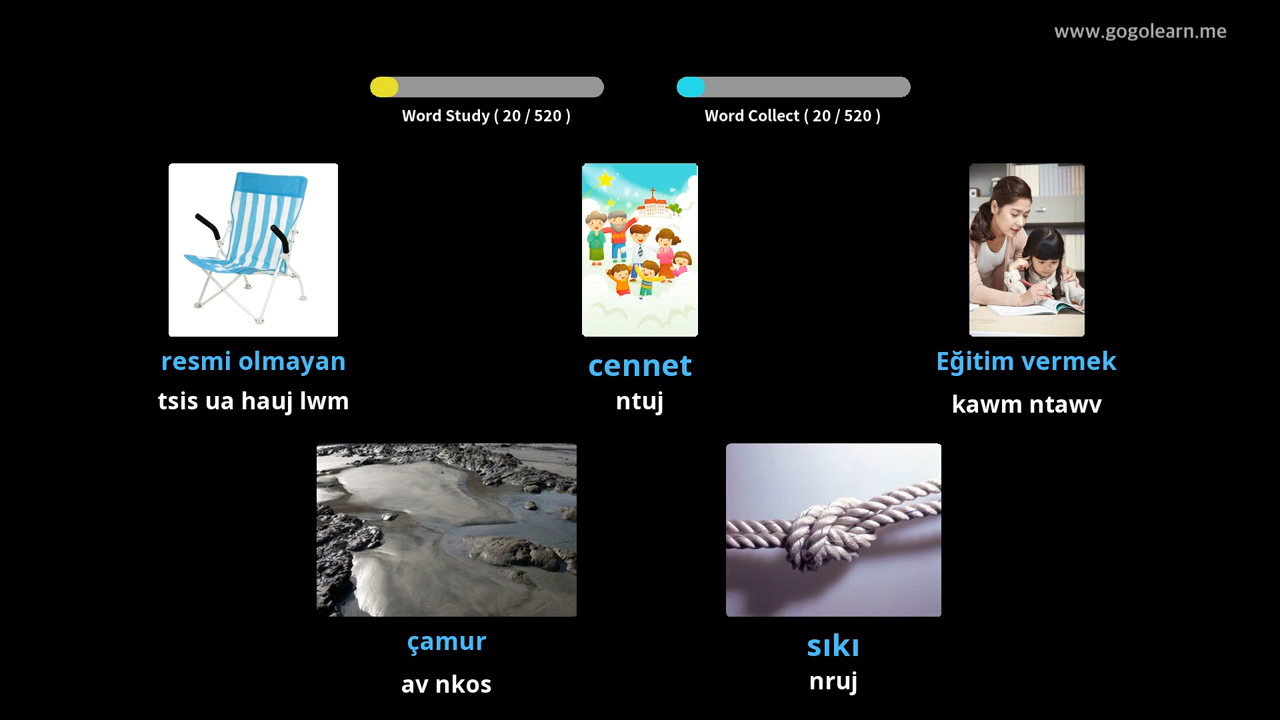 www.gogolearn.me
Word Study ( 20 / 520 )
Word Collect ( 20 / 520 )
resmi olmayan
tsis ua hauj lwm
cennet
ntuj
Eğitim vermek
kawm ntawv
çamur
av nkos
sıkı
nruj